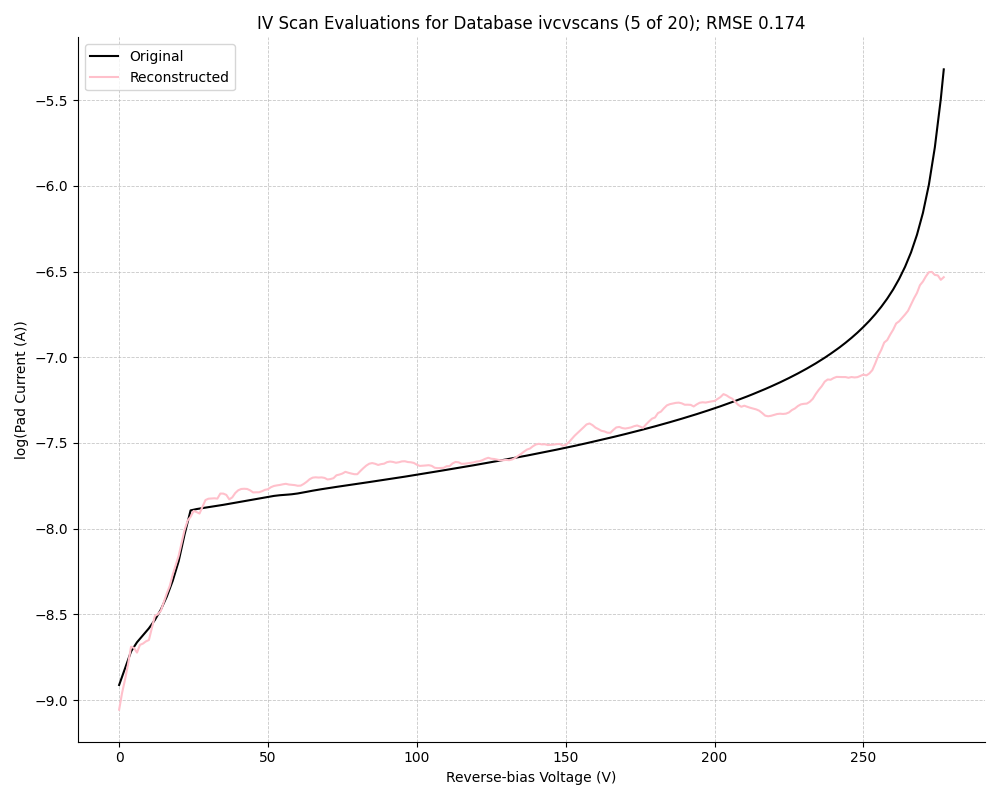 IV Scan Evaluations for Database ivcvscans (5 of 20); RMSE 0.174
Original
Reconstructed
−5.5
−6.0
−6.5
−7.0
−7.5
−8.0
−8.5
−9.0
log(Pad Current (A))
0
50
100
150
200
250
Reverse-bias Voltage (V)